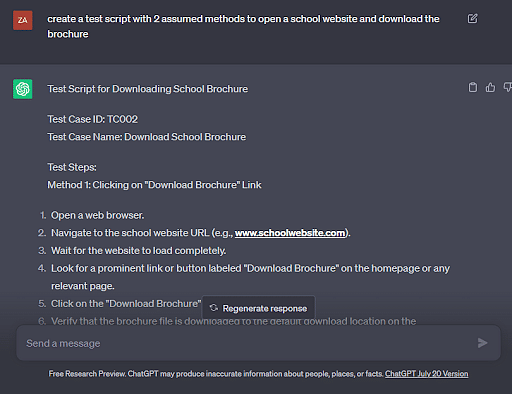 ZA
create a test script with 2 assumed methods to open a school website and download the
brochure
Test Script for Downloading School Brochure
Test Case ID: TC002
Test Case Name: Download School Brochure
Test Steps:
Method 1: Clicking on "Download Brochure" Link
1. Open a web browser.
2. Navigate to the school website URL (e.g., www.schoolwebsite.com).
3. Wait for the website to load completely.
4. Look for a prominent link or button labeled "Download Brochure" on the homepage or any
relevant page.
5. Click on the "Download Brochure"
Regenerate response
6. Verify that the brochure file is downloaded to the default download location on the
Send a message
Free Research Preview. ChatGPT may produce inaccurate information about people, places, or facts. ChatGPT July 20 Version